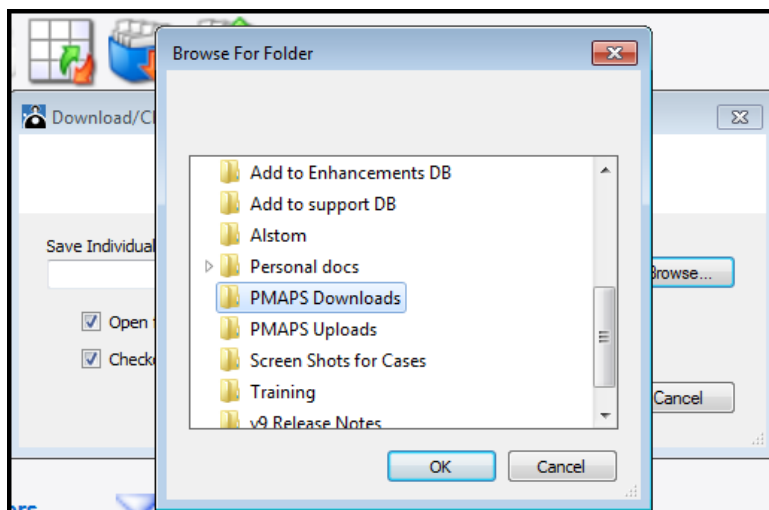 Browse For Folder
Download/Cl
Add to Enhancements DB
Add to support DB
Alstom
Save Individual
Personal docs
Browse...
PMAPS Downloads
Open
PMAPS Uploads
Screen Shots for Cases
Training
Cancel
v9 Release Notes
OK
Cancel